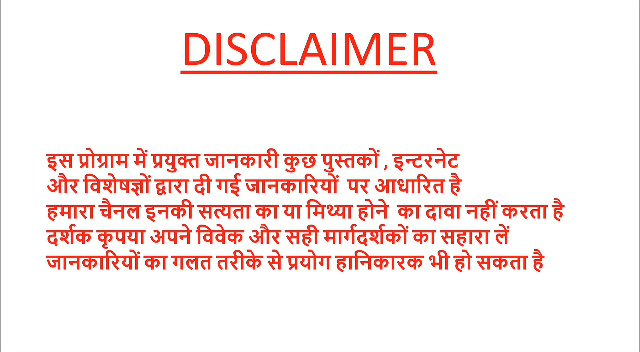 DISCLAIMER
इस प्रोग्राम में प्रयुक्त जानकारी कुछ पुस्तकों , इन्टरनेट
और विशेषज्ञों द्वारा दी गई जानकारियों पर आधारित है
हमारा चैनल इनकी सत्यता का या मिथ्या होने का दावा नहीं करता है
दर्शक कृपया अपने विवेक और सही मार्गदर्शकों का सहारा लें
जानकारियों का गलत तरीके से प्रयोग हानिकारक भी हो सकता है